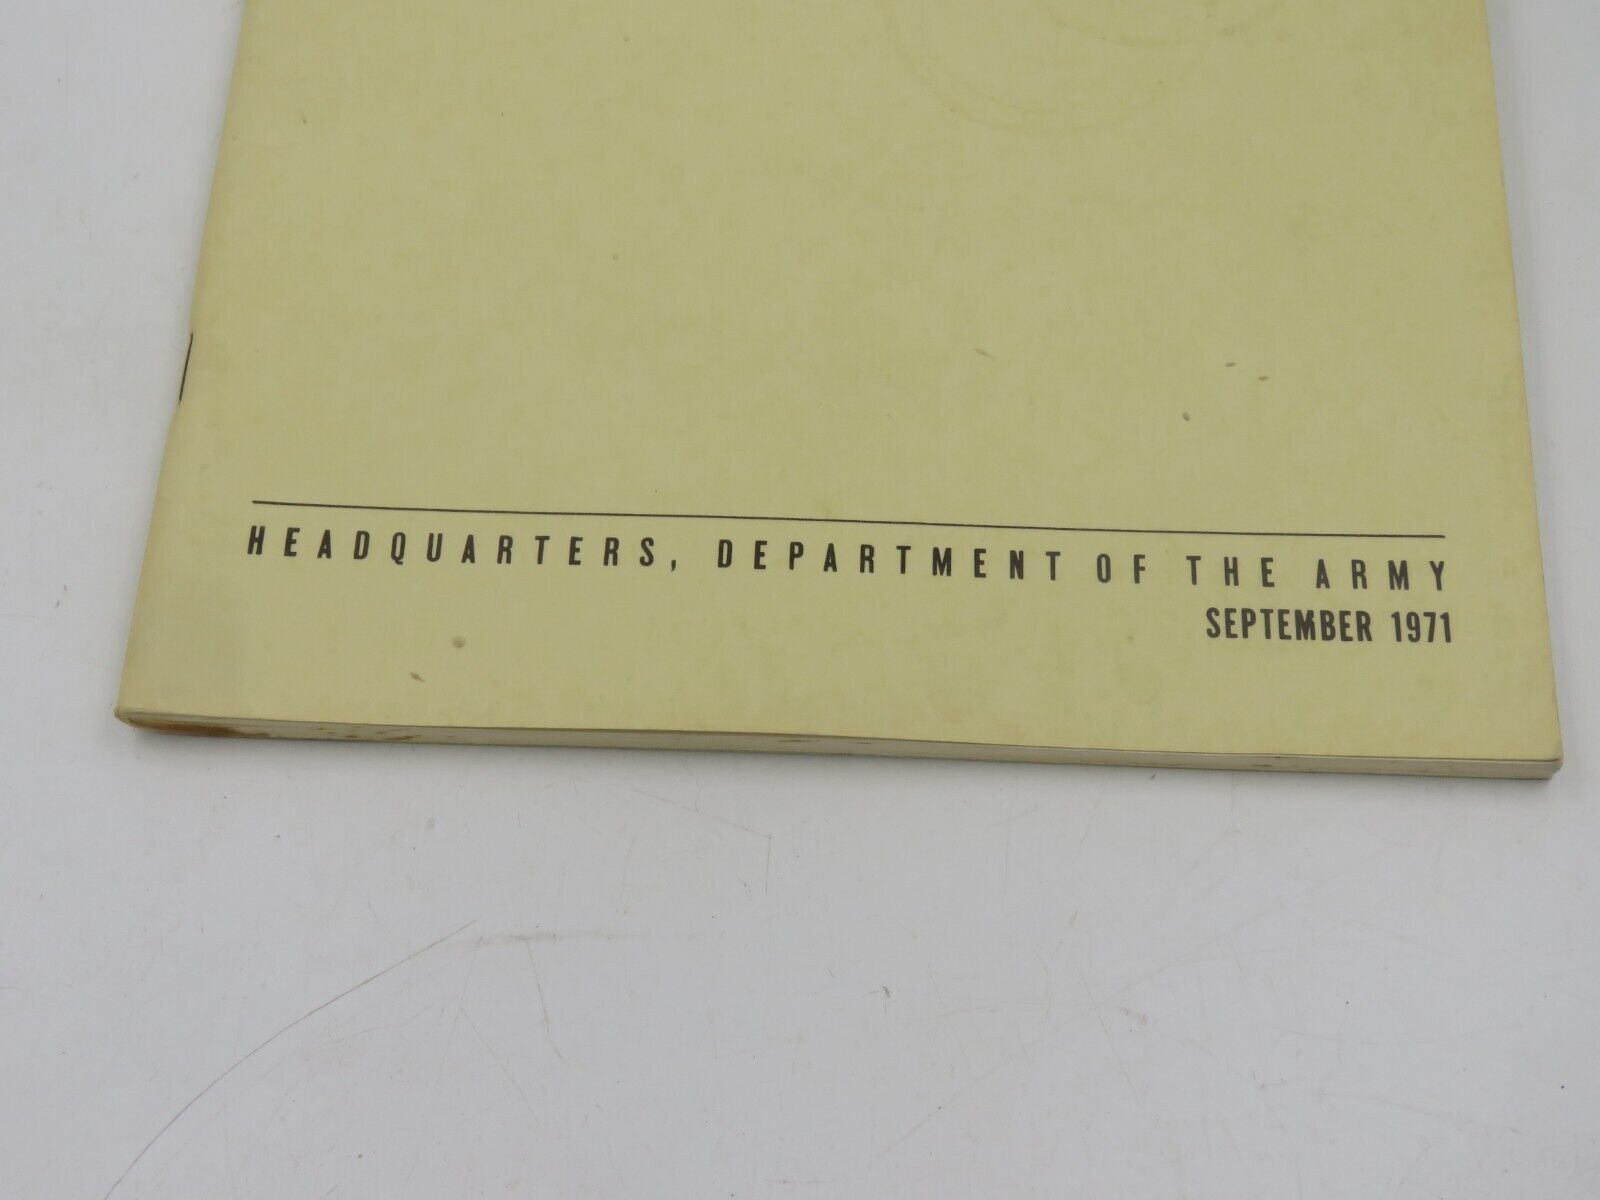 HEADQUARTERS, DEPARTMENT OF THE ARMY
SEPTEMBER 1971